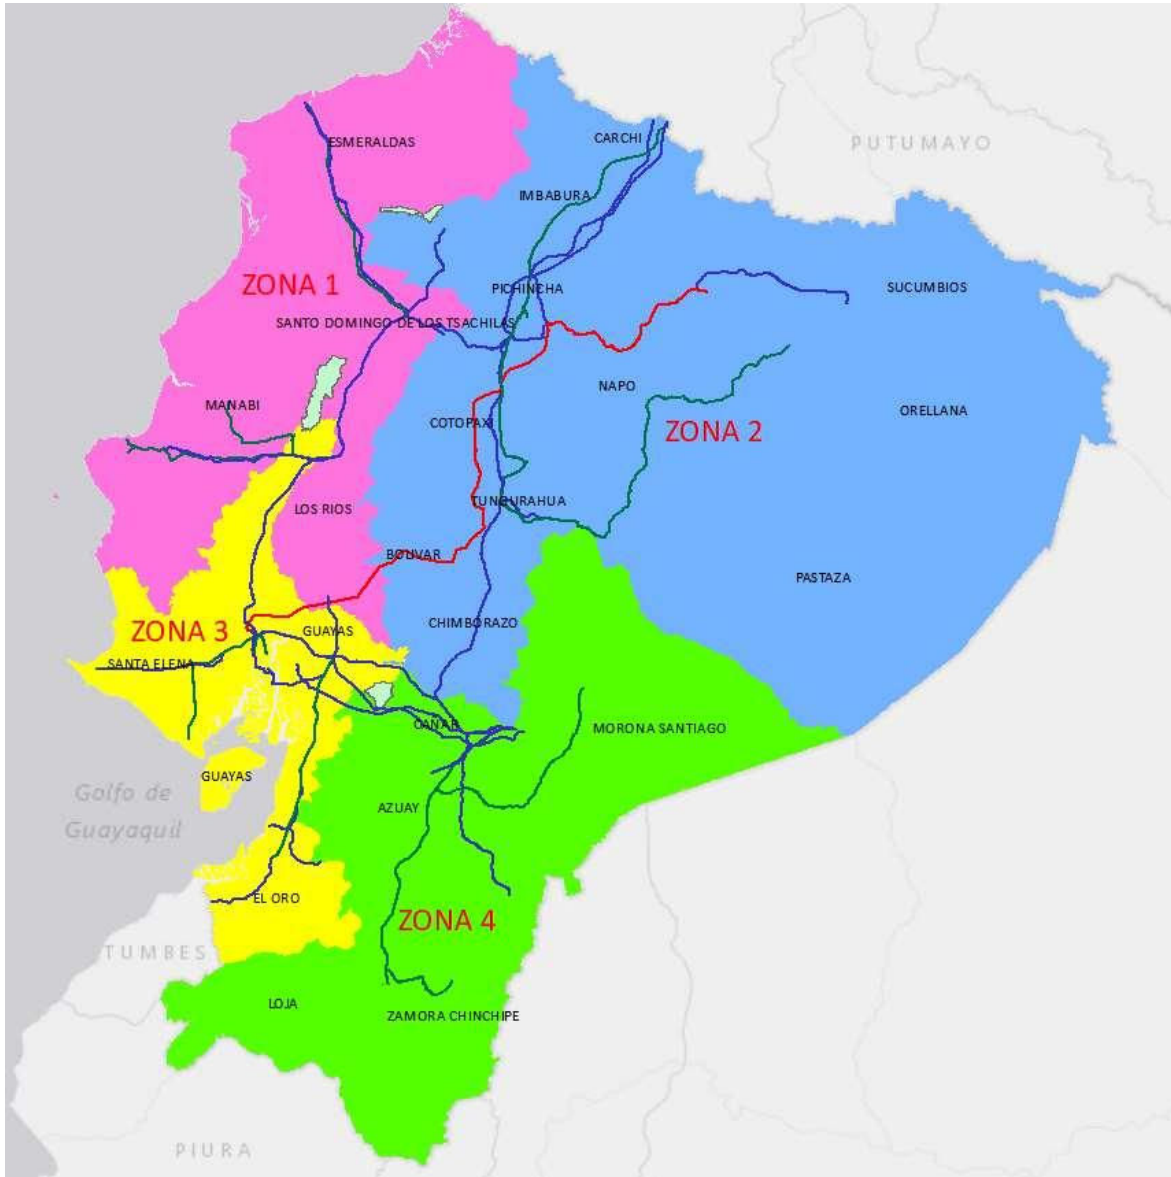 CARCHI
ESMERALDAS
PUTUMAYO
IMBABURA
ZONA 1
PICHINCHA
SUCUMBIOS
SANTO DOMINGO DE LOS TSACHILAS
NAPO
MANABI
ORELLANA
COTOPAXI
ZONA 2
TUNGURAHUA
LOS RIOS
BOLIVAR
PASTAZA
CHIMBORAZO
ZONA 3
GUAYAS
SANTA ELENA
CAÑAR
MORONA SANTIAGO
GUAYAS
Golfo de
Guayaquil
AZUAY
EL ORO
ZONA 4
TUMBES
LOJA
ZAMORA CHINCHIPE
PIURA